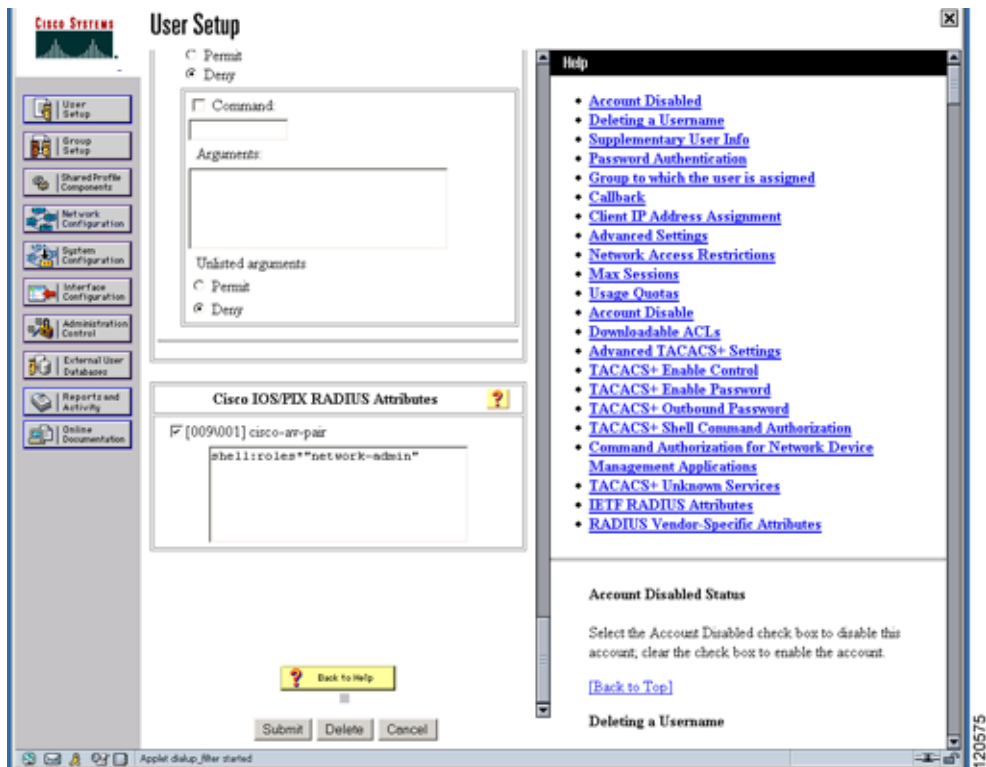 CISCO SYSTEMS
User Setup
User
Setup
Group
Setup
Shared Profile
Components
Network
Configuration
System
Configuration
Interface
Configuration
Administration
Control
External User
Databases
Reports and
Activity
Online
Documentation
Permit
Deny
Command:
Arguments:
Unlisted arguments
Permit
Deny
Cisco IOS/PIX RADIUS Attributes
?
[009\001] cisco-av-pair
shell:roles*"network-admin"
? Back to Help
Submit Delete Cancel
Help
Account Disabled
Deleting a Username
Supplementary User Info
Password Authentication
Group to which the user is assigned
Callback
Client IP Address Assignment
Advanced Settings
Network Access Restrictions
Max Sessions
Usage Quotas
Account Disable
Downloadable ACLs
Advanced TACACS+ Settings
TACACS+ Enable Control
TACACS+ Enable Password
TACACS+ Outbound Password
TACACS+ Shell Command Authorization
Command Authorization for Network Device
Management Applications
TACACS+ Unknown Services
IETF RADIUS Attributes
RADIUS Vendor-Specific Attributes
Account Disabled Status
Select the Account Disabled check box to disable this
account; clear the check box to enable the account.
[Back to Top]
Deleting a Username
Applet dialup_filter started
120575